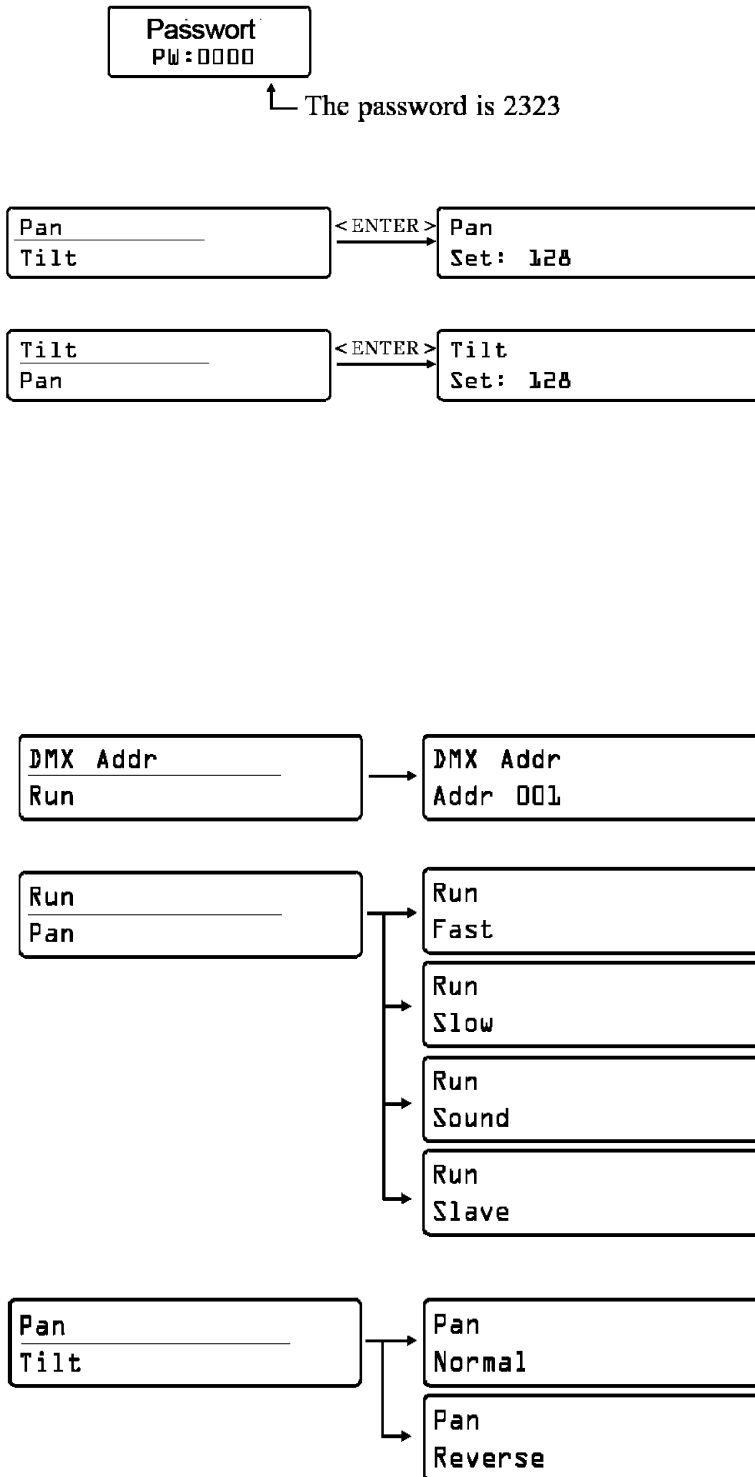 Passwort
PW:0000
The password is 2323
Pan
Tilt
<ENTER>
Pan
Set: 128
Tilt
Pan
<ENTER>
Tilt
Set: 128
DMX Addr
Run
DMX Addr
Addr 001
Run
Pan
Run
Fast
Run
Slow
Run
Sound
Run
Slave
Pan
Tilt
Pan
Normal
Pan
Reverse